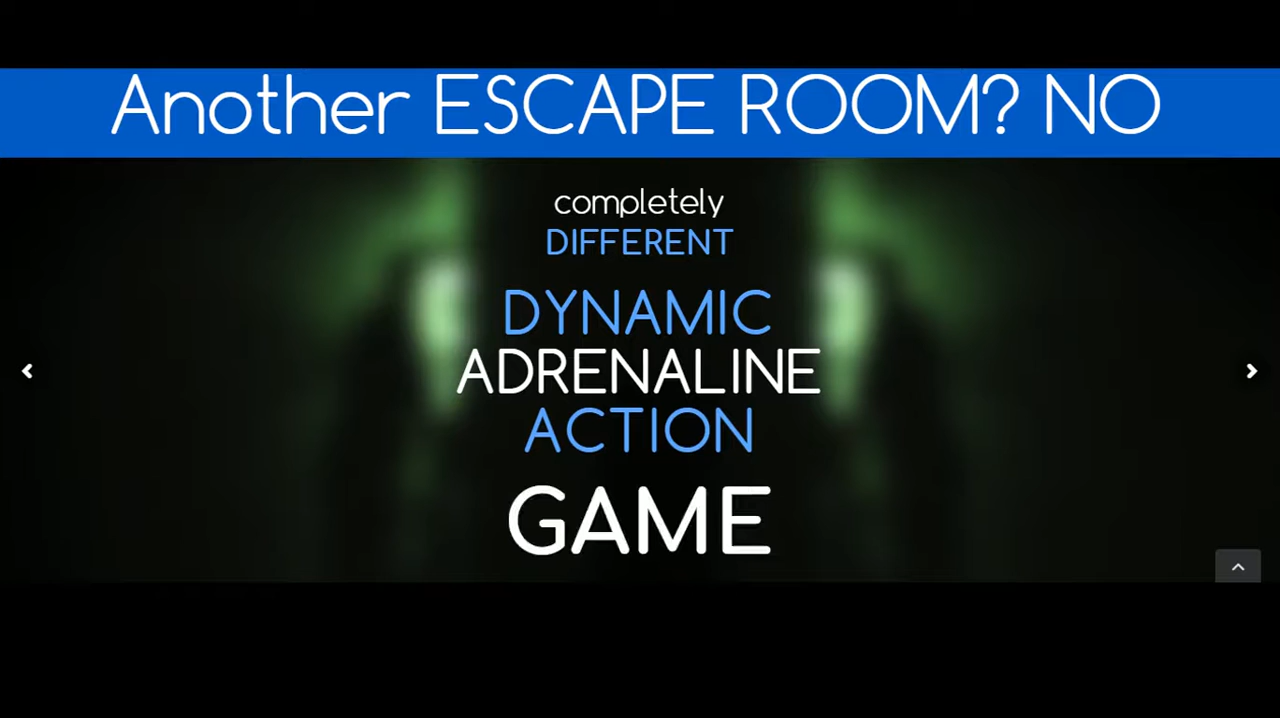 Another ESCAPE ROOM? NO
completely
DIFFERENT
DYNAMIC
ADRENALINE
ACTION
GAME